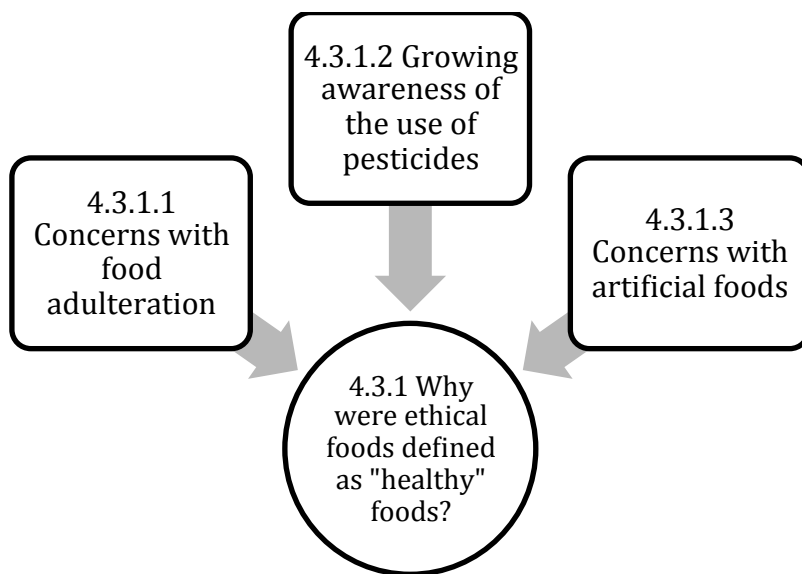 4.3.1.2 Growing
awareness of
the use of
pesticides
4.3.1.1
Concerns with
food
adulteration
4.3.1.3
Concerns with
artificial foods
4.3.1 Why
were ethical
foods defined
as "healthy"
foods?